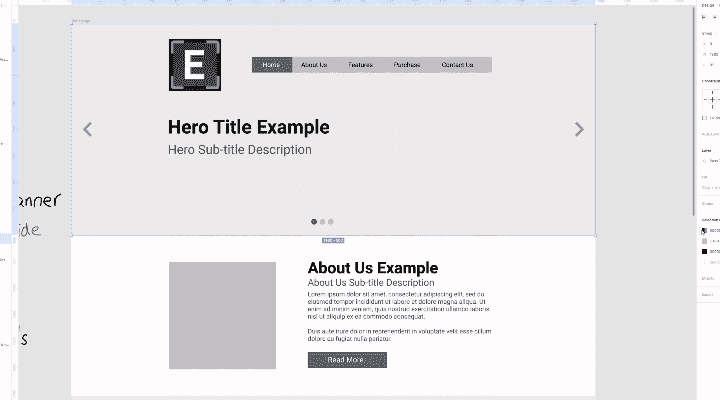 Design
E
Home About Us Features Purchase Contact Us
Hero Title Example
Hero Sub-title Description
anner
ide
About Us Example
About Us Sub-title Description
Lorem ipsum dolor sit amet, consectetur adipiscing elit, sed do
eiusmod tempor incididunt ut labore et dolore magna aliqua. Ut
enim ad minim veniam, quis nostrud exercitation ullamco laboris
nisi ut aliquip ex ea commodo consequat.
Duis aute irure dolor in reprehenderit in voluptate velit esse cillum
dolore eu fugiat nulla pariatur.
Read More
s
Layer
Effects
Export